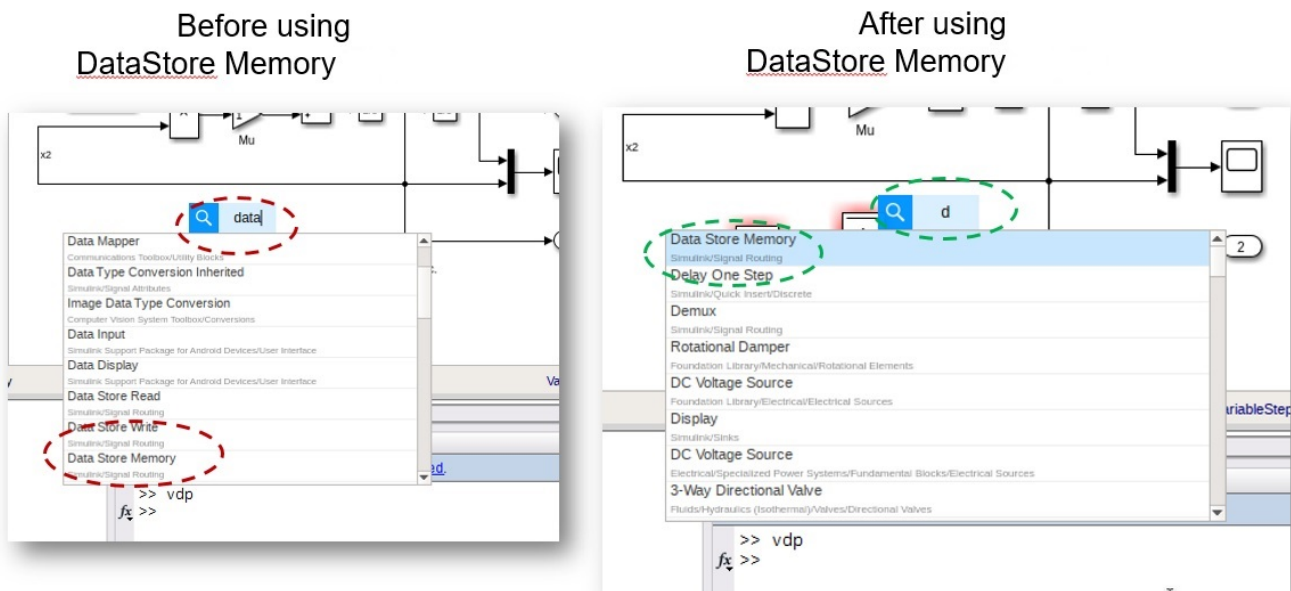 Before using
DataStore Memory
After using
DataStore Memory
1
Mu
x2
data
Data Mapper
Communications Toolbox/Utility Blocks
Data Type Conversion Inherited
Simulink/Signal Attributes
Image Data Type Conversion
Computer Vision System Toolbox/Conversions
Data Input
Simulink Support Package for Android Devices/User Interface
Data Display
Simulink Support Package for Android Devices/User Interface
Data Store Read
Simulink/Signal Routing
Data Store Write
Simulink/Signal Routing
Data Store Memory
Simulink/Signal Routing
Va
ed.
>> vdp
fx >>
Mu
x2
d
2
Data Store Memory
Simulink/Signal Routing
Delay One Step
Simulink/Quick Insert/Discrete
Demux
Simulink/Signal Routing
Rotational Damper
Foundation Library/Mechanical/Rotational Elements
DC Voltage Source
Foundation Library/Electrical/Electrical Sources
Display
Simulink/Sinks
DC Voltage Source
Electrical/Specialized Power Systems/Fundamental Blocks/Electrical Sources
3-Way Directional Valve
Fluids/Hydraulics (Isothermal)/Valves/Directional Valves
ariableStep
>> vdp
fx >>